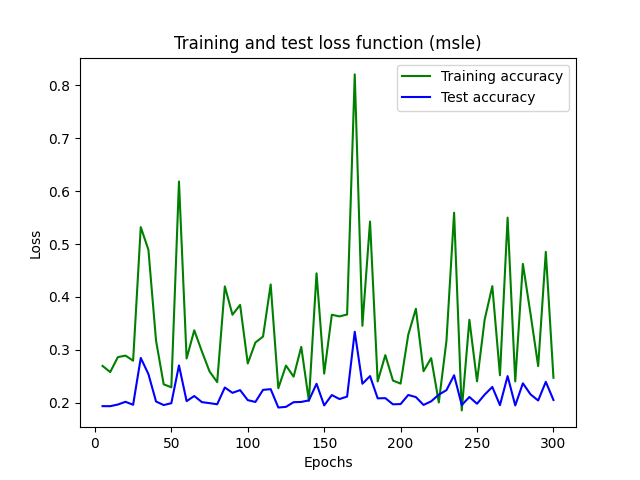 Training and test loss function (msle)
Training accuracy
Test accuracy
Loss
0.8
0.7
0.6
0.5
0.4
0.3
0.2
0 50 100 150 200 250 300
Epochs